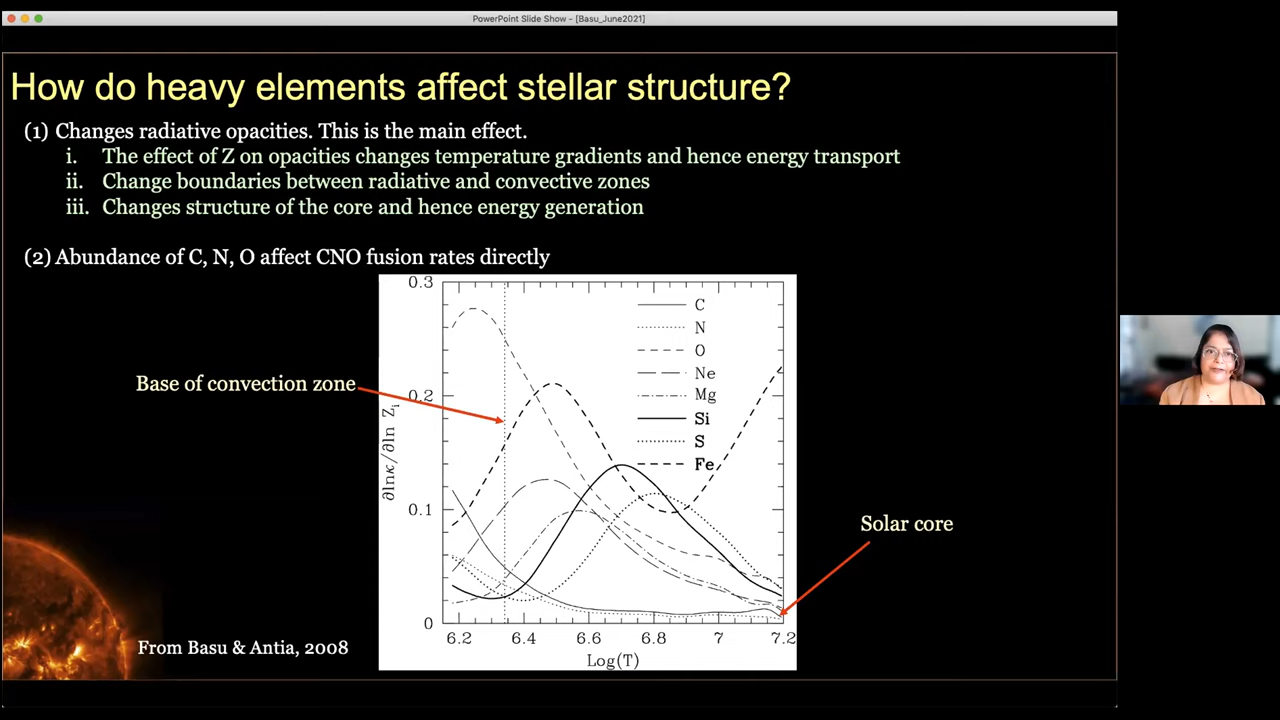 PowerPoint Slide Show - [Basu_June2021]
How do heavy elements affect stellar structure?
(1) Changes radiative opacities. This is the main effect.
i. The effect of Z on opacities changes temperature gradients and hence energy transport
ii. Change boundaries between radiative and convective zones
iii. Changes structure of the core and hence energy generation
(2) Abundance of C, N, O affect CNO fusion rates directly
0.3
C
N
O
Ne
Mg
Si
S
Fe
Base of convection zone
0.2
∂lnκ/∂ln Zi
0.1
Solar core
0
6.2 6.4 6.6 6.8 7 7.2
Log(T)
From Basu & Antia, 2008